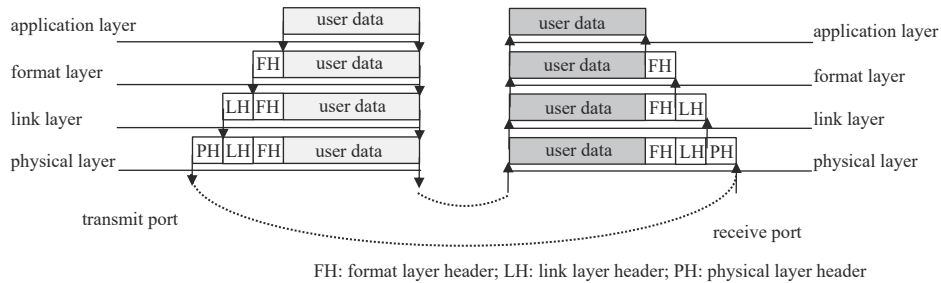 application layer user data user data application layer
format layer FH user data user data FH format layer
link layer LH FH user data user data FH LH link layer
physical layer PH LH FH user data user data FH LH PH physical layer
transmit port receive port
FH: format layer header; LH: link layer header; PH: physical layer header